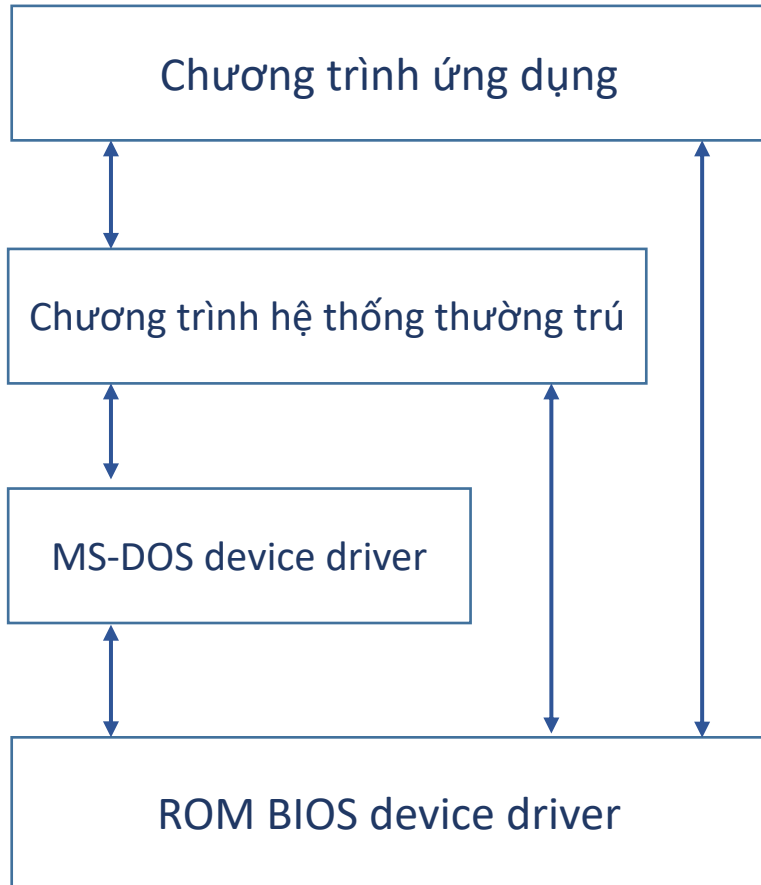 Chương trình ứng dụng
Chương trình hệ thống thường trú
MS-DOS device driver
ROM BIOS device driver